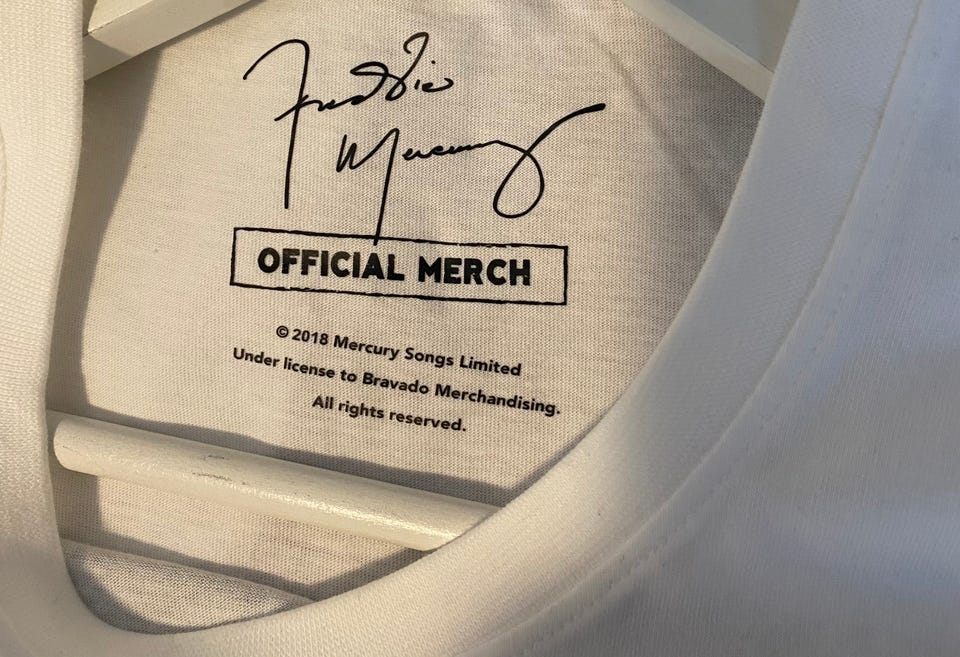 Freddie
Mercury
OFFICIAL MERCH
© 2018 Mercury Songs Limited
Under license to Bravado Merchandising.
All rights reserved.